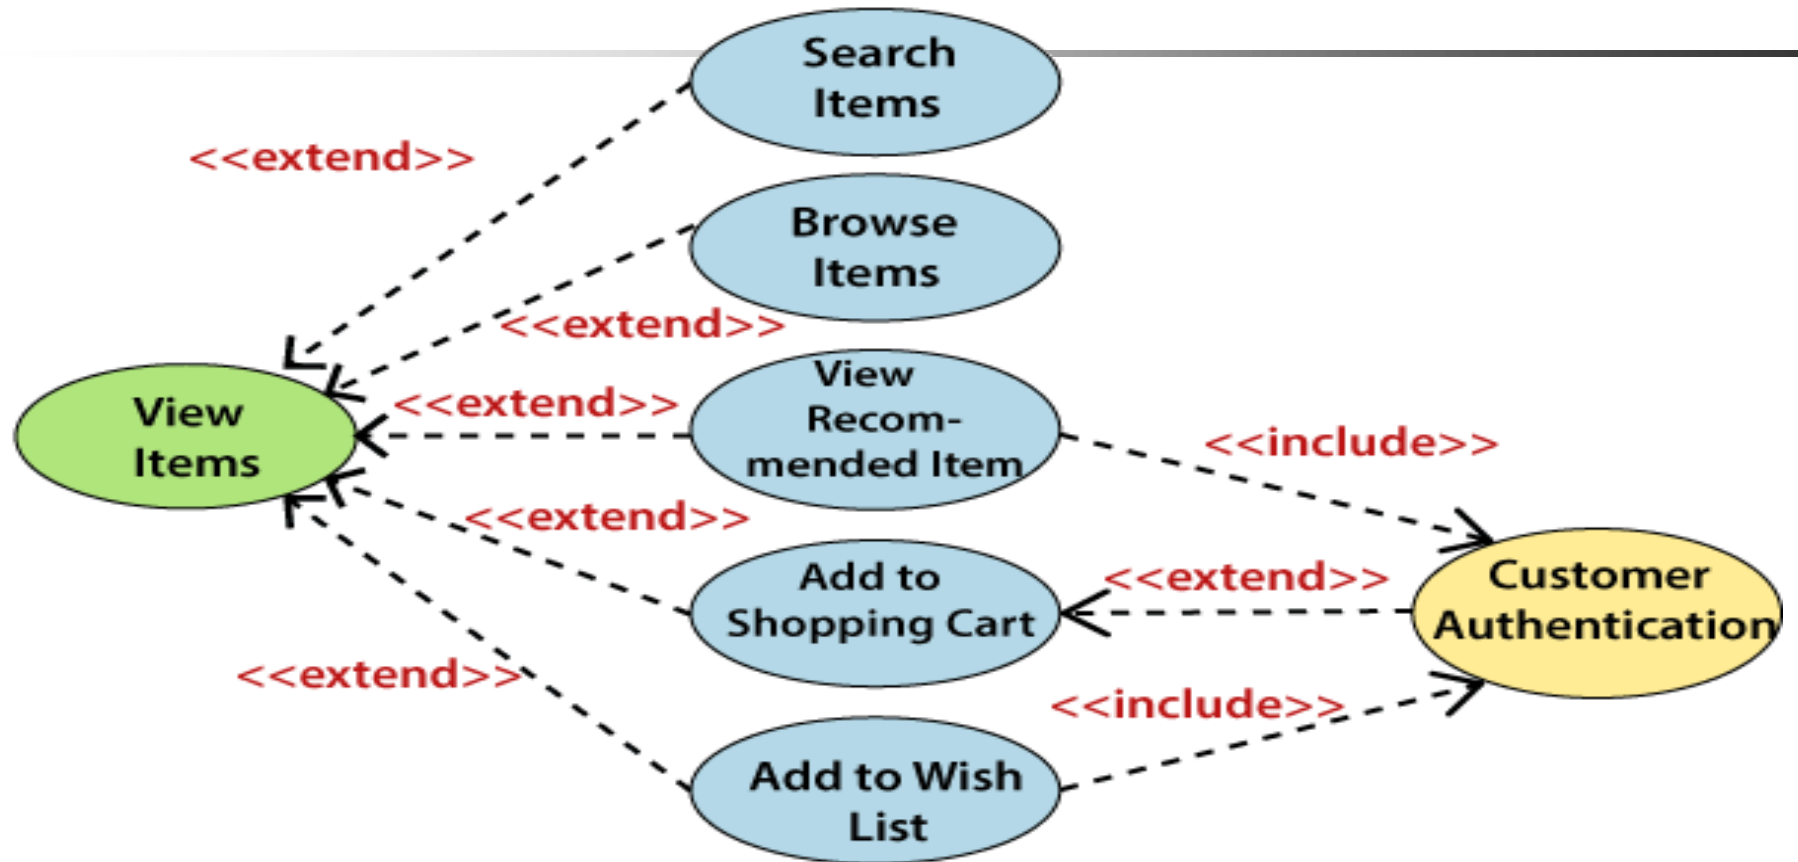 Search
Items
<<extend>>
Browse
Items
<<extend>>
View
Recom-
mended Item
<<extend>>
View
Items
<<include>>
<<extend>>
Add to
Shopping Cart
<<extend>>
Customer
Authentication
<<extend>>
<<include>>
Add to Wish
List